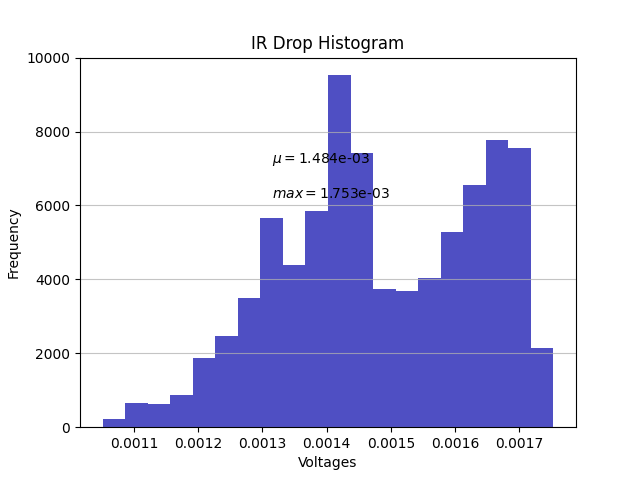 IR Drop Histogram
10000
8000
6000
4000
2000
0
Frequency
μ = 1.484e-03
max = 1.753e-03
0.0011 0.0012 0.0013 0.0014 0.0015 0.0016 0.0017
Voltages